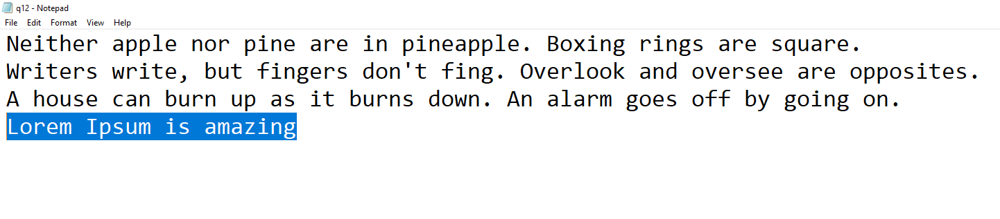 q12 - Notepad
File Edit Format View Help
Neither apple nor pine are in pineapple. Boxing rings are square.
Writers write, but fingers don't fing. Overlook and oversee are opposites.
A house can burn up as it burns down. An alarm goes off by going on.
Lorem Ipsum is amazing